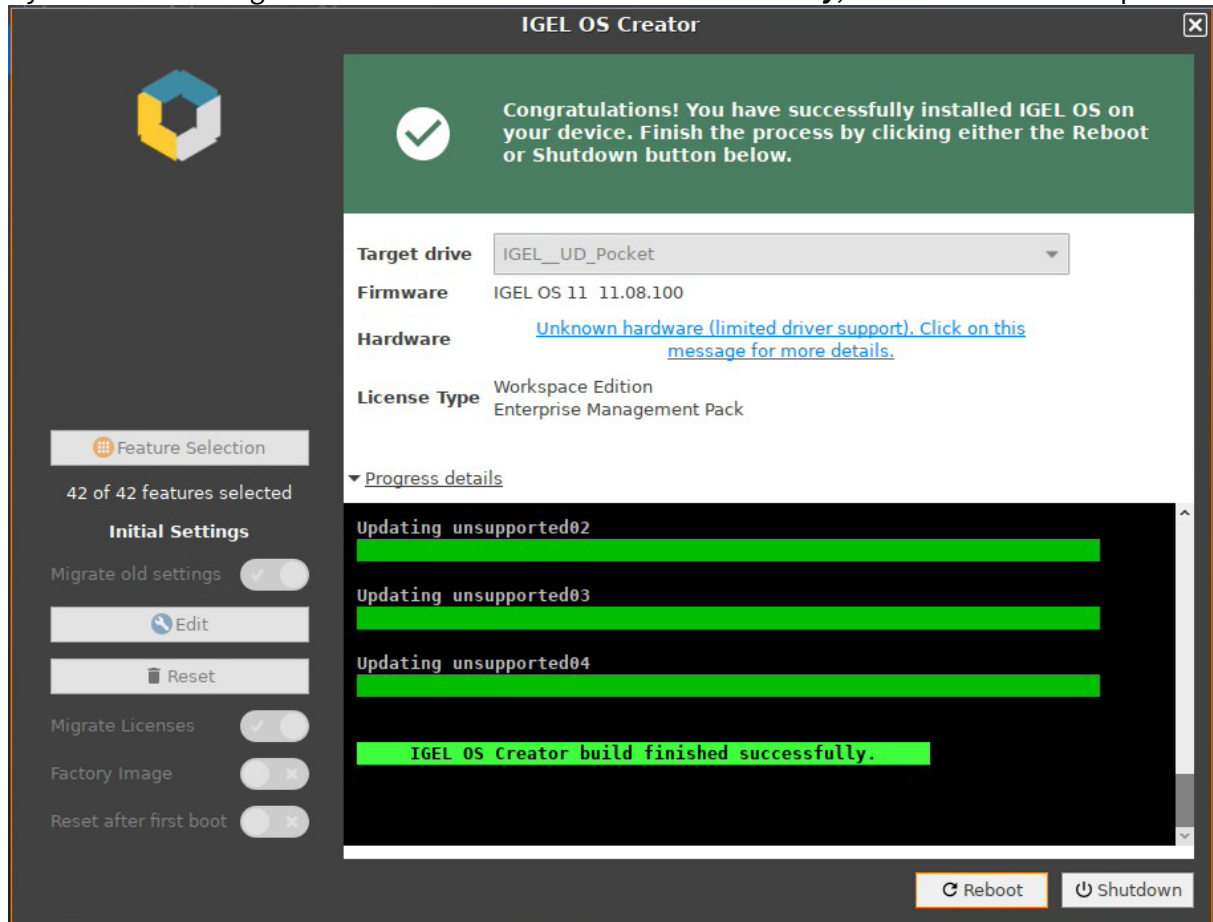 IGEL OS Creator
Congratulations! You have successfully installed IGEL OS on
your device. Finish the process by clicking either the Reboot
or Shutdown button below.
Target drive IGEL__UD_Pocket
Firmware IGEL OS 11 11.08.100
Hardware Unknown hardware (limited driver support). Click on this
message for more details.
License Type Workspace Edition
Enterprise Management Pack
Feature Selection
42 of 42 features selected
Initial Settings
Migrate old settings
Edit
Reset
Migrate Licenses
Factory Image
Reset after first boot
Progress details
Updating unsupported02
Updating unsupported03
Updating unsupported04
IGEL OS Creator build finished successfully.
Reboot Shutdown